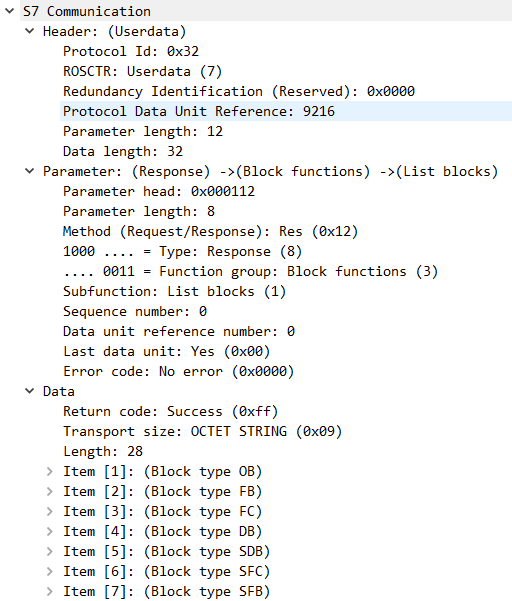 S7 Communication
Header: (Userdata)
Protocol Id: 0x32
ROSCTR: Userdata (7)
Redundancy Identification (Reserved): 0x0000
Protocol Data Unit Reference: 9216
Parameter length: 12
Data length: 32
Parameter: (Response) ->(Block functions) ->(List blocks)
Parameter head: 0x000112
Parameter length: 8
Method (Request/Response): Res (0x12)
1000 .... = Type: Response (8)
.... 0011 = Function group: Block functions (3)
Subfunction: List blocks (1)
Sequence number: 0
Data unit reference number: 0
Last data unit: Yes (0x00)
Error code: No error (0x0000)
Data
Return code: Success (0xff)
Transport size: OCTET STRING (0x09)
Length: 28
Item [1]: (Block type OB)
Item [2]: (Block type FB)
Item [3]: (Block type FC)
Item [4]: (Block type DB)
Item [5]: (Block type SDB)
Item [6]: (Block type SFC)
Item [7]: (Block type SFB)